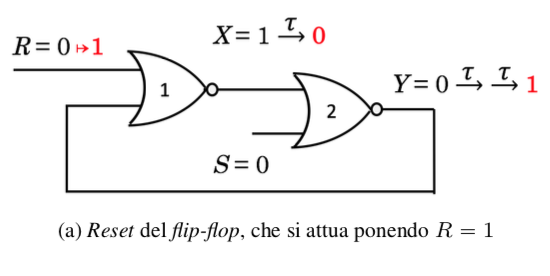 X = 1 →τ 0
R = 0 ↦ 1
Y = 0 →τ →τ 1
1
2
S = 0
(a) Reset del flip-flop, che si attua ponendo R = 1